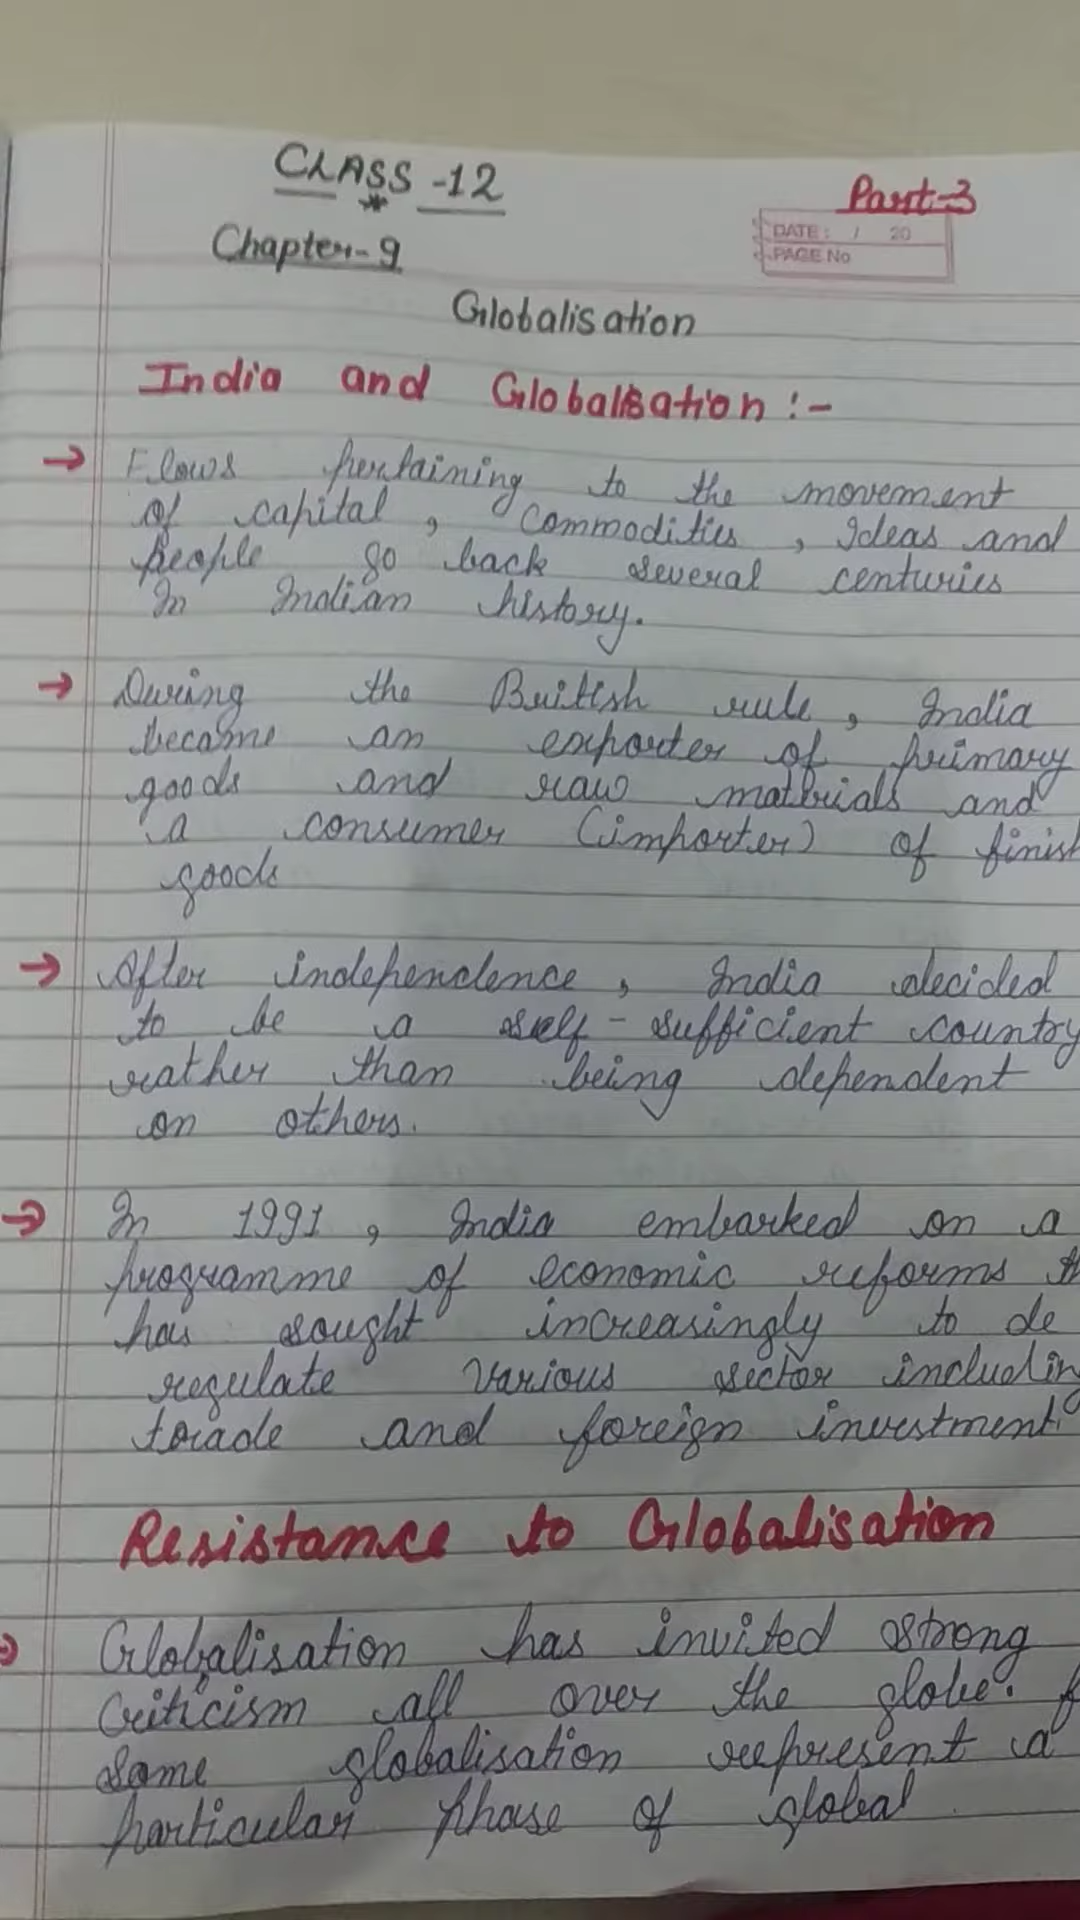 CLASS -12
Part-3
DATE: / 20
PAGE No
Chapter-9
Globalisation
India and Globalisation :-
→ Flows pertaining to the movement
of capital, Commodities, Ideas and
people go back several centuries
In Indian history.
→ During the British rule, India
became an exporter of primary
goods and raw materials and
a consumer (importer) of finish
goods
→ After independence, India decided
to be a self-sufficient country
rather than being dependent
on others.
→ In 1991, India embarked on a
programme of economic reforms th
has sought increasingly to de
regulate various sector includin
trade and foreign investment.
Resistance to Globalisation
→ Globalisation has invited strong
Criticism all over the globe.
Some globalisation represent a
particular phase of global